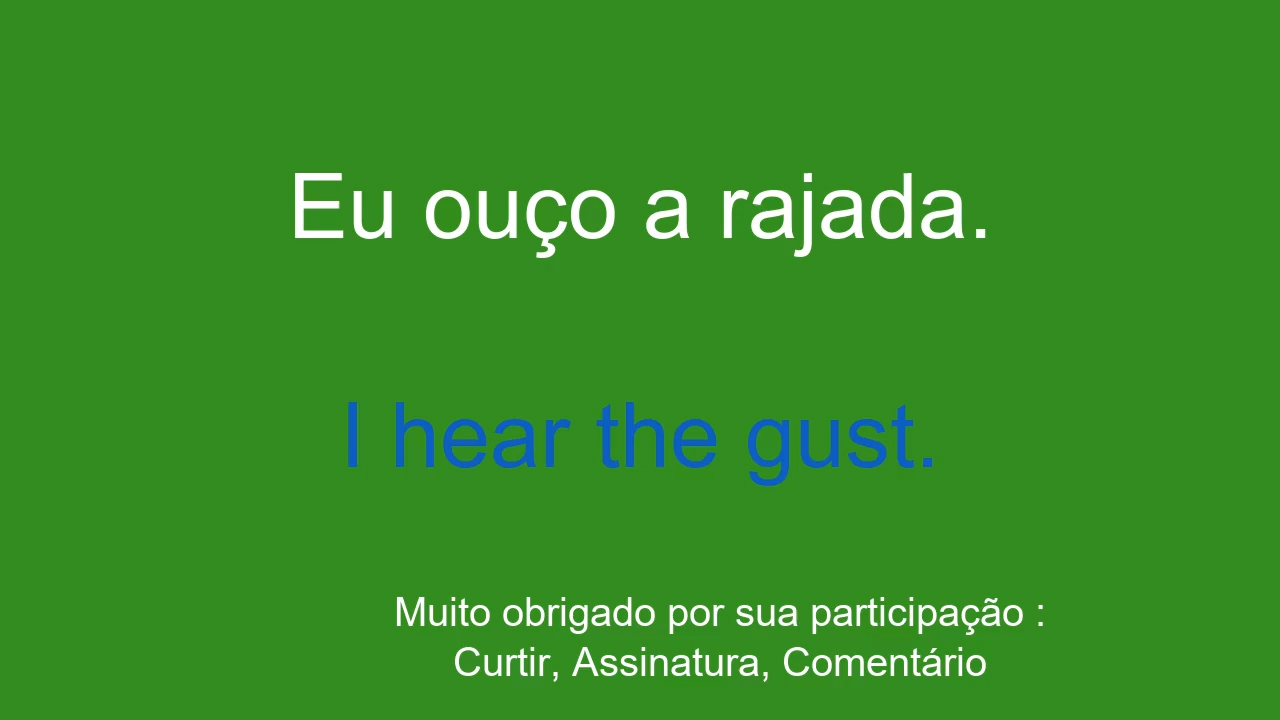 Eu ouço a rajada.
I hear the gust.
Muito obrigado por sua participação :
Curtir, Assinatura, Comentário